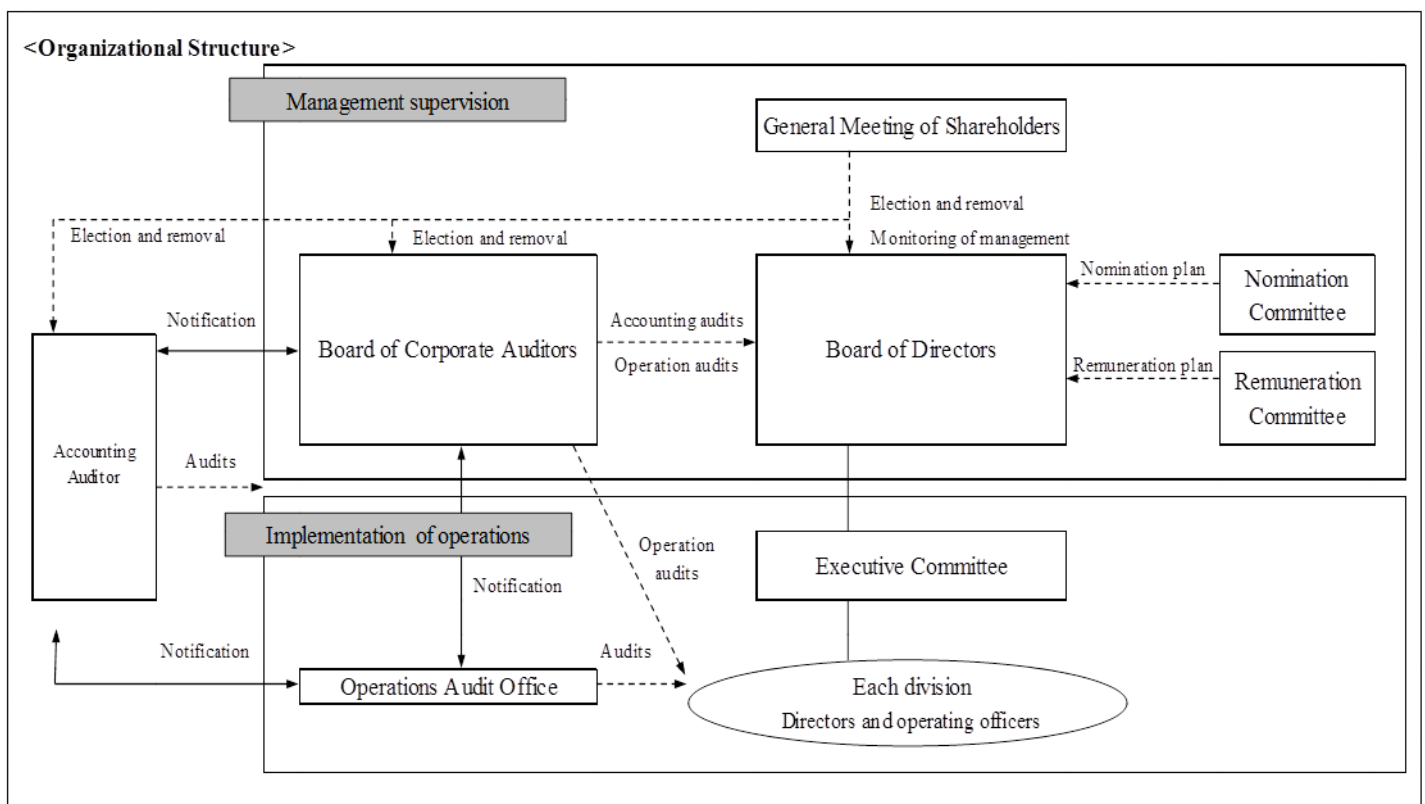 <Organizational Structure>
Management supervision
General Meeting of Shareholders
Election and removal
Election and removal
Election and removal
Monitoring of management
Nomination plan
Nomination
Committee
Notification
Accounting audits
Board of Corporate Auditors
Board of Directors
Operation audits
Remuneration plan
Remuneration
Committee
Accounting
Auditor
Audits
Implementation of operations
Operation
audits
Executive Committee
Notification
Notification
Audits
Operations Audit Office
Each division
Directors and operating officers